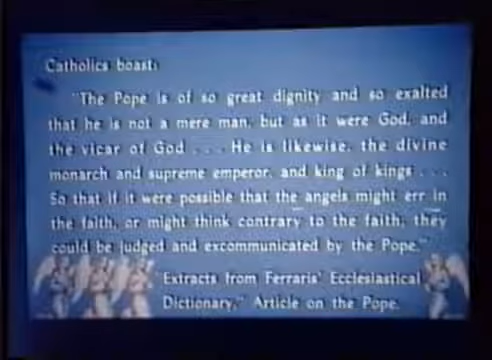 Catholics boast:
"The Pope is of so great dignity and so exalted
that he is not a mere man, but as it were God, and
the vicar of God . . . He is likewise, the divine
monarch and supreme emperor, and king of kings . . .
So that if it were possible that the angels might err in
the faith, or might think contrary to the faith, they
could be judged and excommunicated by the Pope."
"Extracts from Ferraris' Ecclesiastical
Dictionary," Article on the Pope.